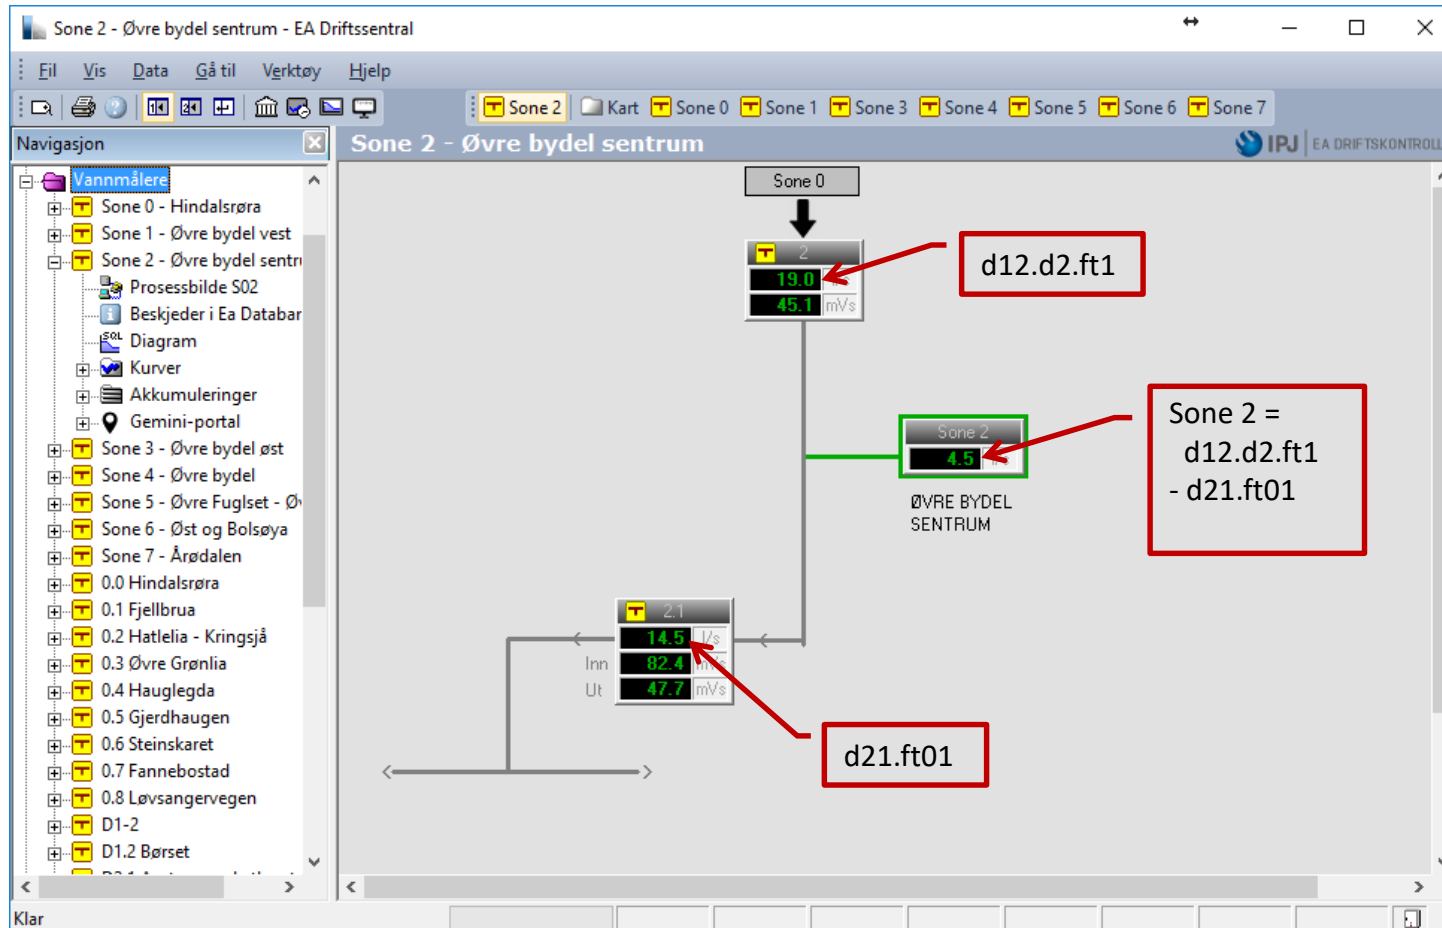 Sone 2 - Øvre bydel sentrum - EA Driftssentral
Fil Vis Data Gå til Verktøy Hjelp
Sone 2 Kart Sone 0 Sone 1 Sone 3 Sone 4 Sone 5 Sone 6 Sone 7
Navigasjon
Sone 2 - Øvre bydel sentrum
IPJ EA DRIFTSKONTROLL
Vannmålere
Sone 0 - Hindalsrøra
Sone 1 - Øvre bydel vest
Sone 2 - Øvre bydel sentr
Prosessbilde S02
Beskjeder i Ea Databar
Diagram
Kurver
Akkumuleringer
Gemini-portal
Sone 3 - Øvre bydel øst
Sone 4 - Øvre bydel
Sone 5 - Øvre Fuglset - Øv
Sone 6 - Øst og Bolsøya
Sone 7 - Årødalen
0.0 Hindalsrøra
0.1 Fjellbrua
0.2 Hatlelia - Kringsjå
0.3 Øvre Grønlia
0.4 Hauglegda
0.5 Gjerdhaugen
0.6 Steinskaret
0.7 Fannebostad
0.8 Løvsangervegen
D1-2
D1.2 Børset
Sone 0
2
19.0
45.1 mVs
d12.d2.ft1
Sone 2
4.5
ØVRE BYDEL
SENTRUM
Sone 2 =
d12.d2.ft1
- d21.ft01
2.1
14.5 l/s
Inn 82.4 mVs
Ut 47.7 mVs
d21.ft01
Klar